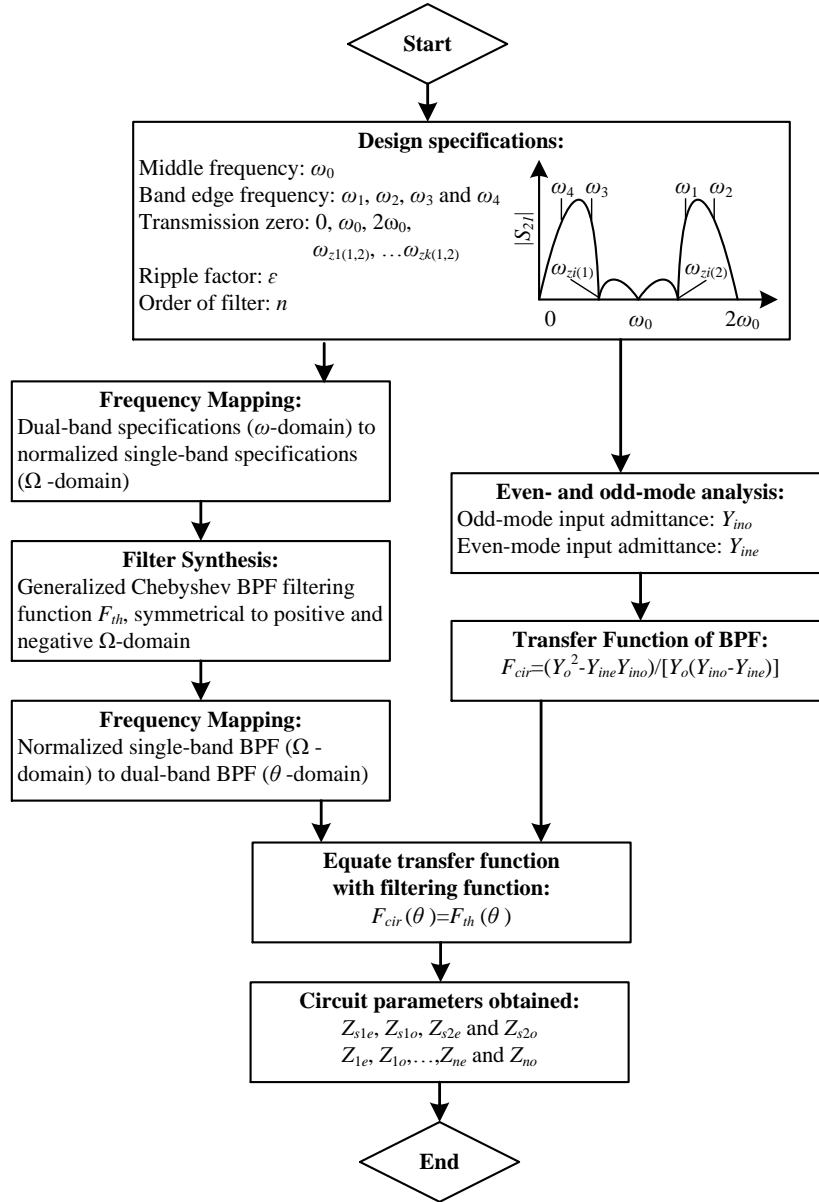 Start
Design specifications:
Middle frequency: ω0
Band edge frequency: ω1, ω2, ω3 and ω4
Transmission zero: 0, ω0, 2ω0,
ωz1(1,2), …ωzk(1,2)
Ripple factor: ε
Order of filter: n
|S21|
ω4
ω3
ω1
ω2
ωzi(1)
ωzi(2)
0
ω0
2ω0
Frequency Mapping:
Dual-band specifications (ω-domain) to
normalized single-band specifications
(Ω -domain)
Filter Synthesis:
Generalized Chebyshev BPF filtering
function Fth, symmetrical to positive and
negative Ω-domain
Frequency Mapping:
Normalized single-band BPF (Ω -
domain) to dual-band BPF (θ -domain)
Even- and odd-mode analysis:
Odd-mode input admittance: Yino
Even-mode input admittance: Yine
Transfer Function of BPF:
Fcir=(Yo²-YineYino)/[Yo(Yino-Yine)]
Equate transfer function
with filtering function:
Fcir (θ )=Fth (θ )
Circuit parameters obtained:
Zs1e, Zs1o, Zs2e and Zs2o
Z1e, Z1o,…,Zne and Zno
End